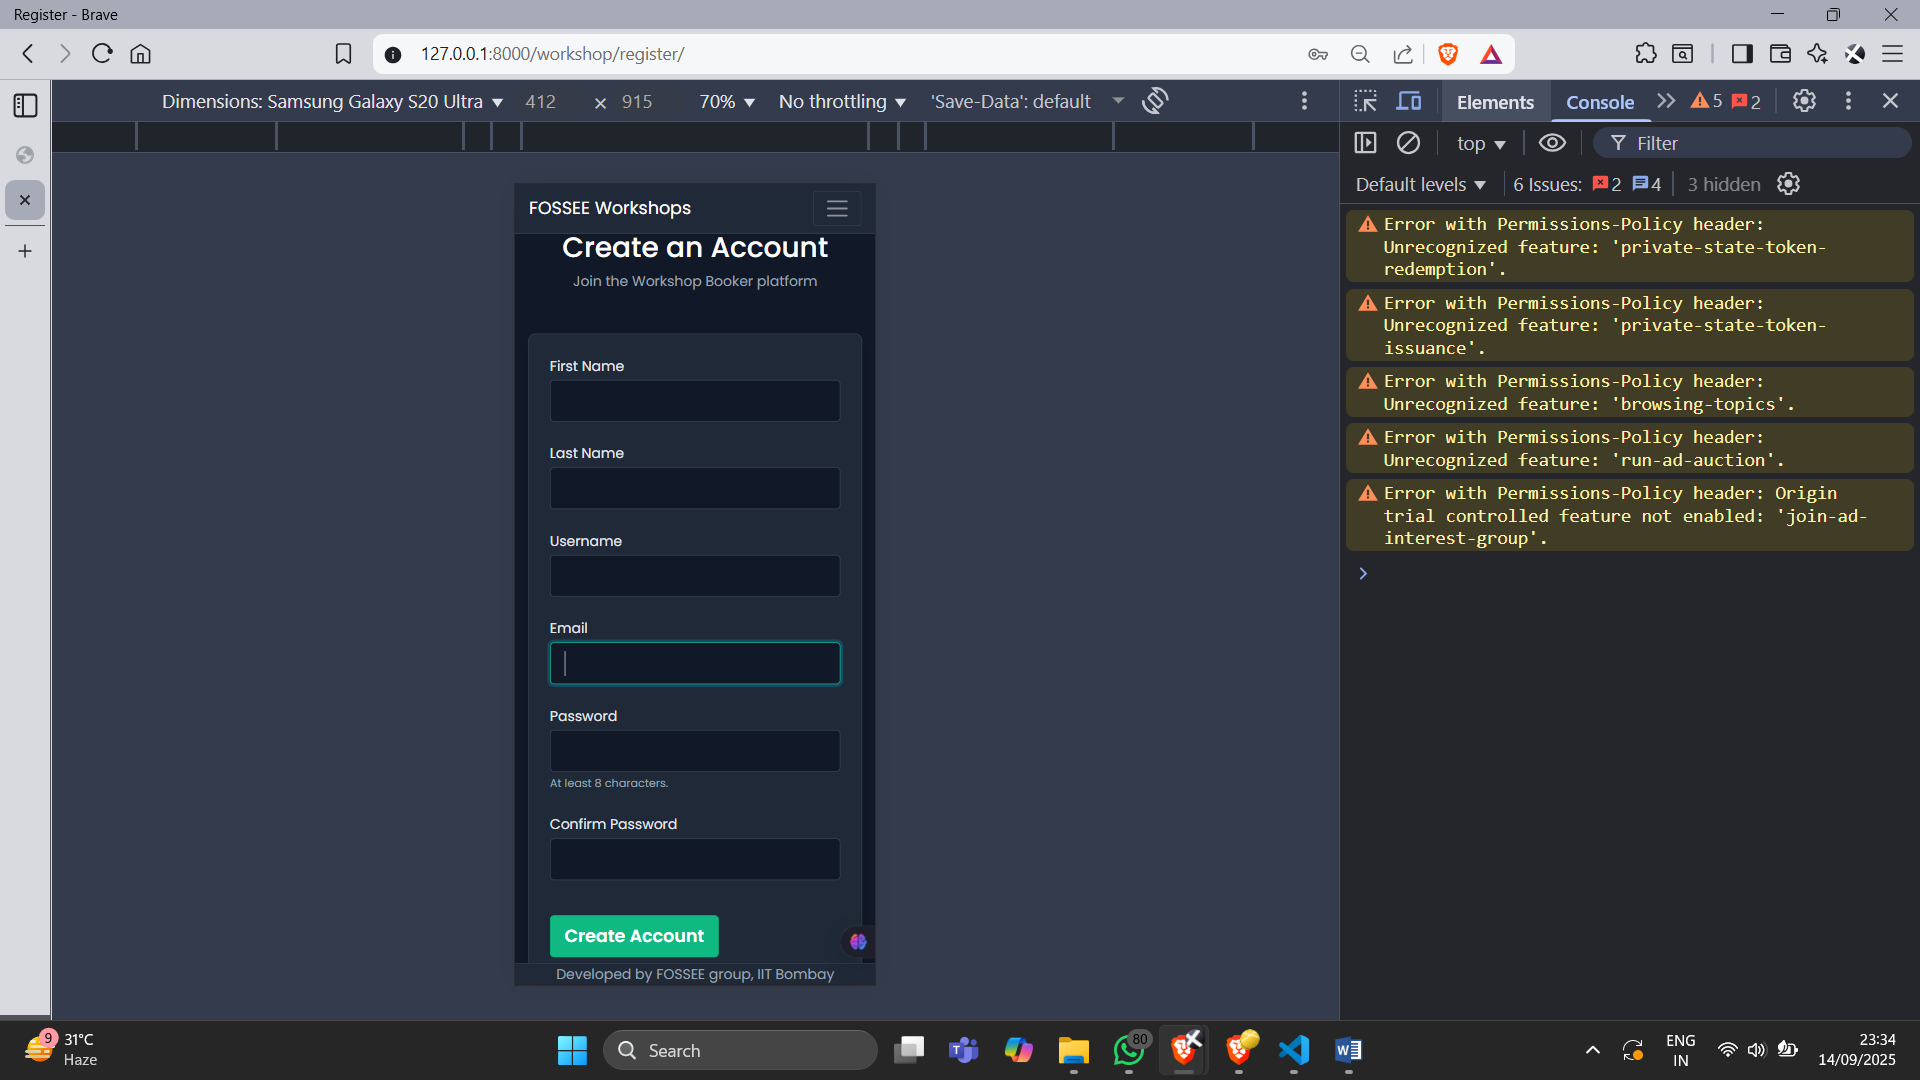 Register - Brave
127.0.0.1:8000/workshop/register/
Dimensions: Samsung Galaxy S20 Ultra 412 × 915 70% No throttling 'Save-Data': default
Elements Console 5 2
top Filter
Default levels 6 Issues: 2 4 3 hidden
FOSSEE Workshops
Create an Account
Join the Workshop Booker platform
First Name
Last Name
Username
Email
Password
At least 8 characters.
Confirm Password
Create Account
Developed by FOSSEE group, IIT Bombay
Error with Permissions-Policy header:
Unrecognized feature: 'private-state-token-
redemption'.
Error with Permissions-Policy header:
Unrecognized feature: 'private-state-token-
issuance'.
Error with Permissions-Policy header:
Unrecognized feature: 'browsing-topics'.
Error with Permissions-Policy header:
Unrecognized feature: 'run-ad-auction'.
Error with Permissions-Policy header: Origin
trial controlled feature not enabled: 'join-ad-
interest-group'.
9
31°C
Haze
Search
80
ENG
IN
23:34
14/09/2025